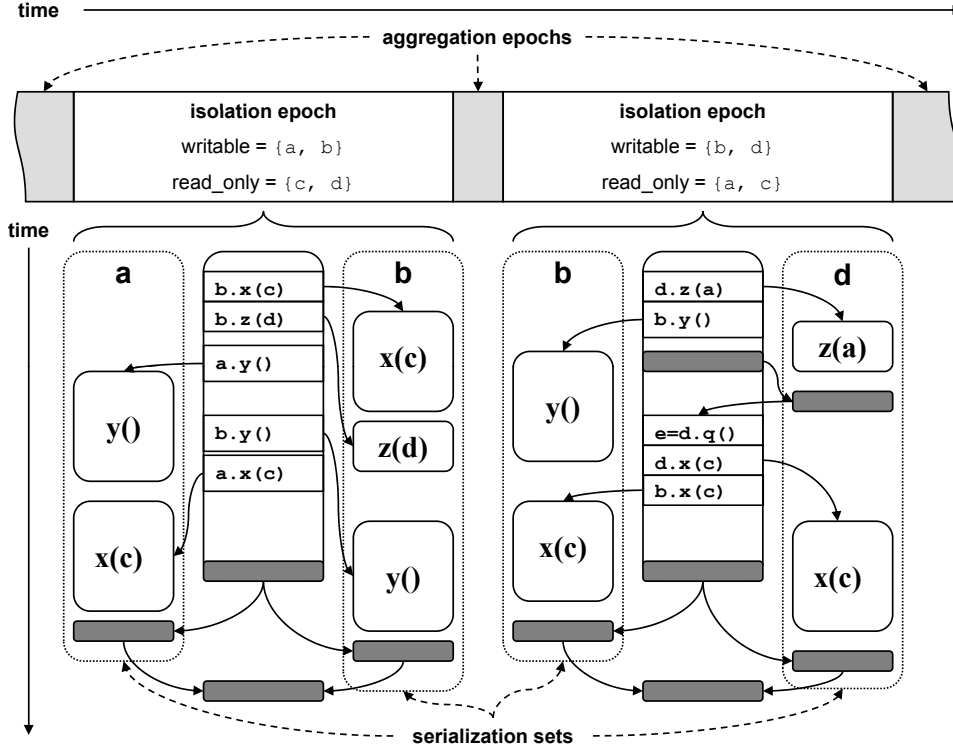 time
aggregation epochs
isolation epoch
writable = {a, b}
read_only = {c, d}
isolation epoch
writable = {b, d}
read_only = {a, c}
time
a
b.x(c)
b.z(d)
a.y()
b.y()
a.x(c)
y()
x(c)
b
x(c)
z(d)
y()
b
y()
x(c)
d.z(a)
b.y()
e=d.q()
d.x(c)
b.x(c)
d
z(a)
x(c)
serialization sets